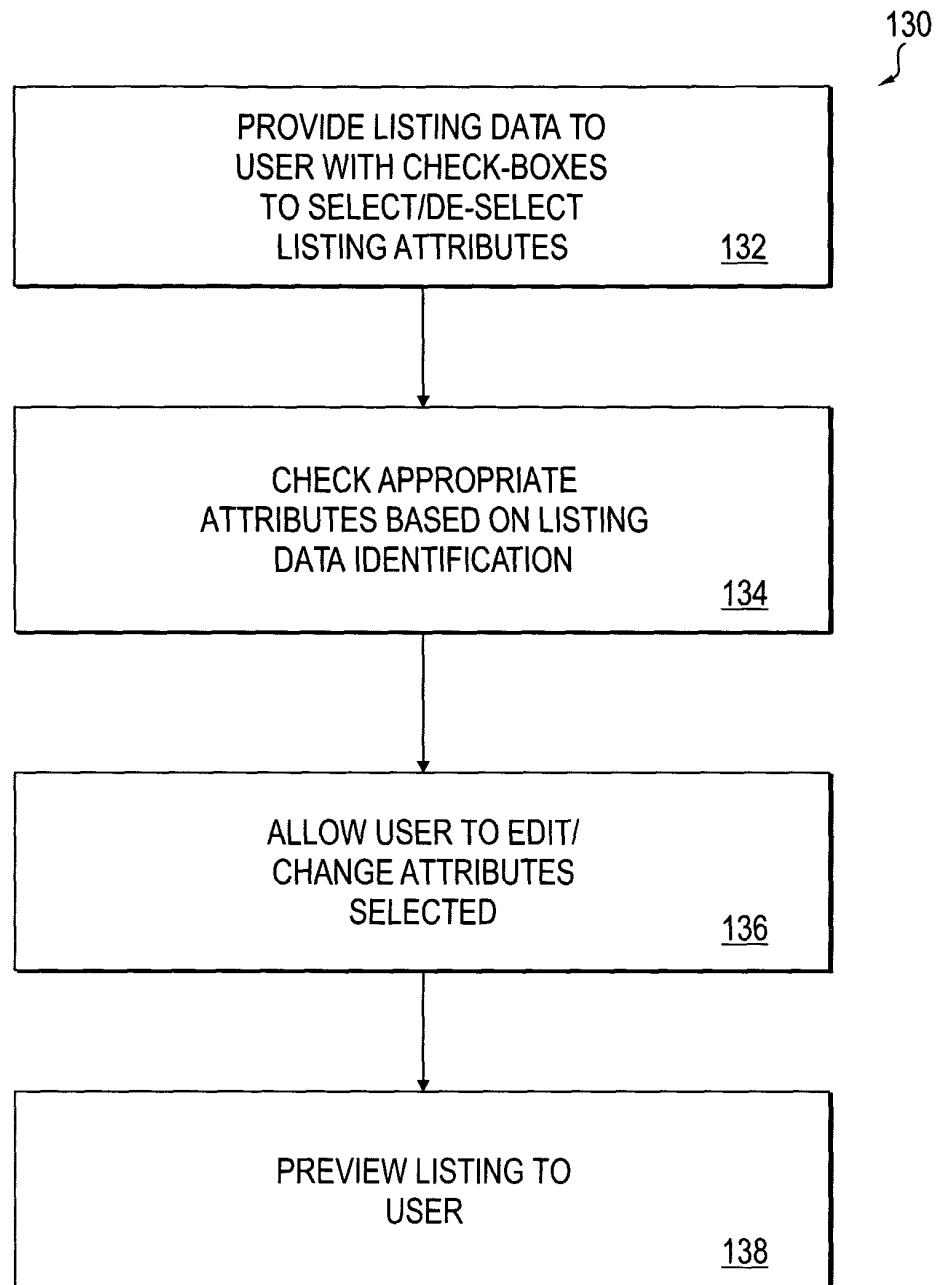 130
PROVIDE LISTING DATA TO
USER WITH CHECK-BOXES
TO SELECT/DE-SELECT
LISTING ATTRIBUTES
132
CHECK APPROPRIATE
ATTRIBUTES BASED ON LISTING
DATA IDENTIFICATION
134
ALLOW USER TO EDIT/
CHANGE ATTRIBUTES
SELECTED
136
PREVIEW LISTING TO
USER
138